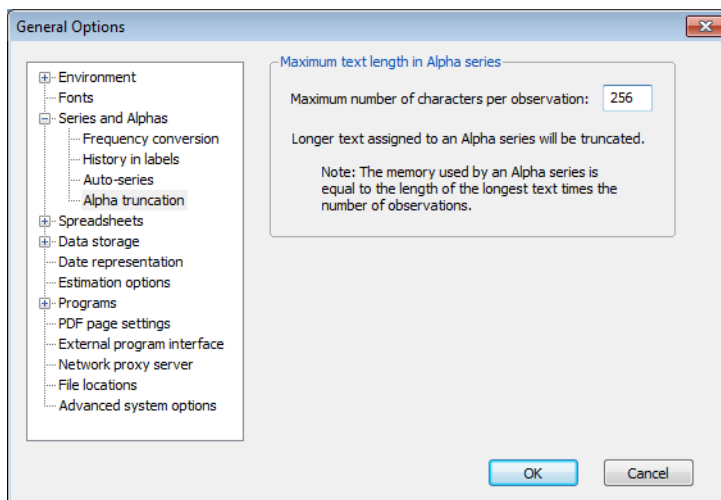 General Options
Environment
Fonts
Series and Alphas
Frequency conversion
History in labels
Auto-series
Alpha truncation
Spreadsheets
Data storage
Date representation
Estimation options
Programs
PDF page settings
External program interface
Network proxy server
File locations
Advanced system options
Maximum text length in Alpha series
Maximum number of characters per observation: 256
Longer text assigned to an Alpha series will be truncated.
Note: The memory used by an Alpha series is
equal to the length of the longest text times the
number of observations.
OK Cancel